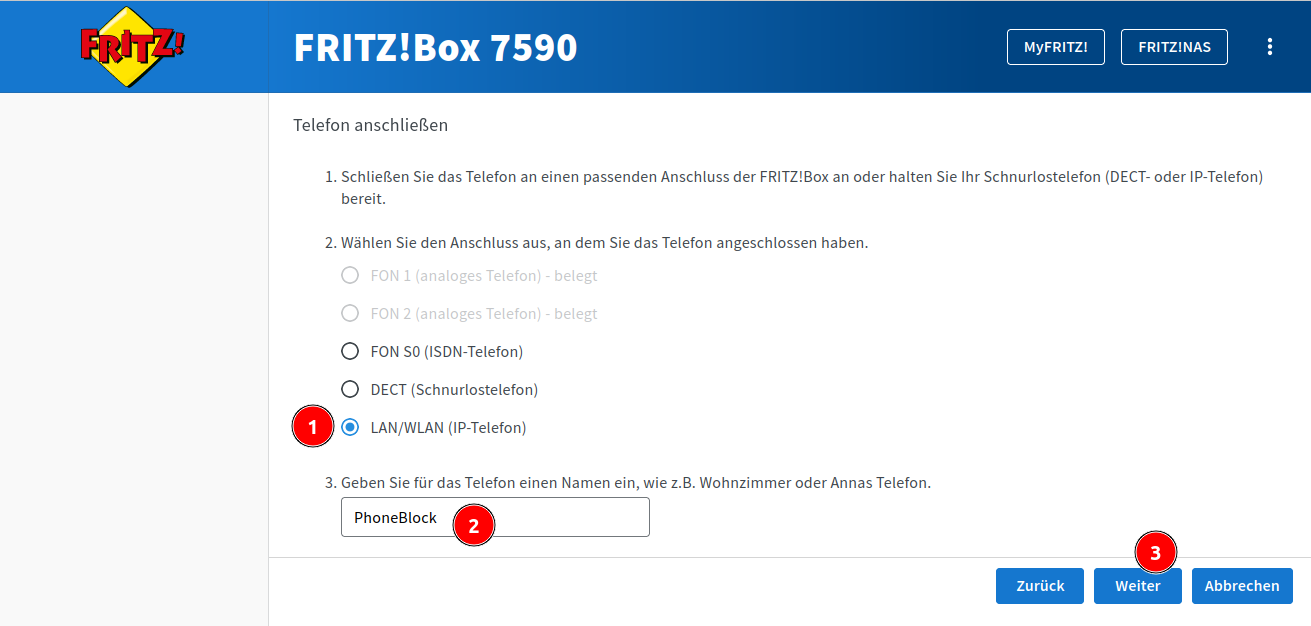 FRITZ!
FRITZ!Box 7590
MyFRITZ!
FRITZ!NAS
Telefon anschließen
1. Schließen Sie das Telefon an einen passenden Anschluss der FRITZ!Box an oder halten Sie Ihr Schnurlostelefon (DECT- oder IP-Telefon)
bereit.
2. Wählen Sie den Anschluss aus, an dem Sie das Telefon angeschlossen haben.
FON 1 (analoges Telefon) - belegt
FON 2 (analoges Telefon) - belegt
FON S0 (ISDN-Telefon)
DECT (Schnurlostelefon)
1 LAN/WLAN (IP-Telefon)
3. Geben Sie für das Telefon einen Namen ein, wie z.B. Wohnzimmer oder Annas Telefon.
PhoneBlock 2
3
Zurück Weiter Abbrechen